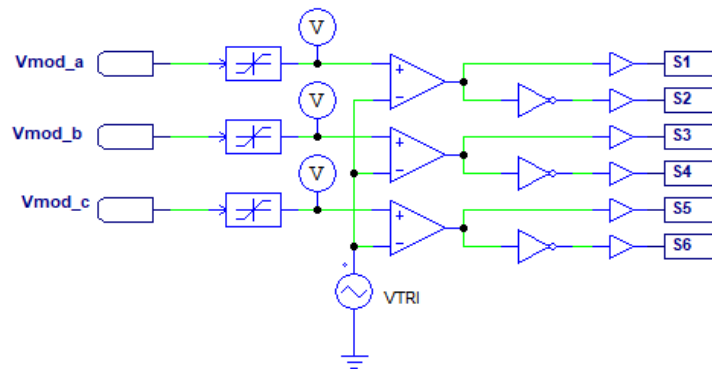 V
Vmod_a
S1
S2
V
Vmod_b
S3
S4
V
Vmod_c
S5
S6
VTRI